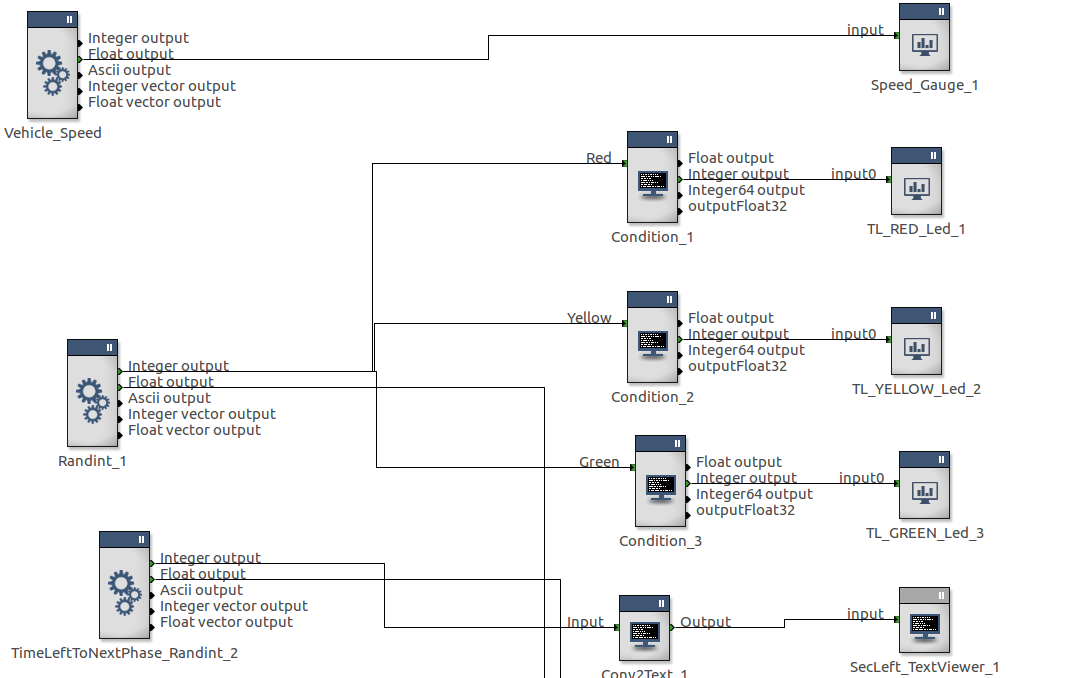 Integer output
Float output
Ascii output
Integer vector output
Float vector output
Vehicle_Speed
input
Speed_Gauge_1
Red
Float output
Integer output
Integer64 output
outputFloat32
Condition_1
input0
TL_RED_Led_1
Yellow
Float output
Integer output
Integer64 output
outputFloat32
Condition_2
input0
TL_YELLOW_Led_2
Integer output
Float output
Ascii output
Integer vector output
Float vector output
Randint_1
Green
Float output
Integer output
Integer64 output
outputFloat32
Condition_3
input0
TL_GREEN_Led_3
Integer output
Float output
Ascii output
Integer vector output
Float vector output
TimeLeftToNextPhase_Randint_2
Input
Output
Conv2Text_1
input
SecLeft_TextViewer_1